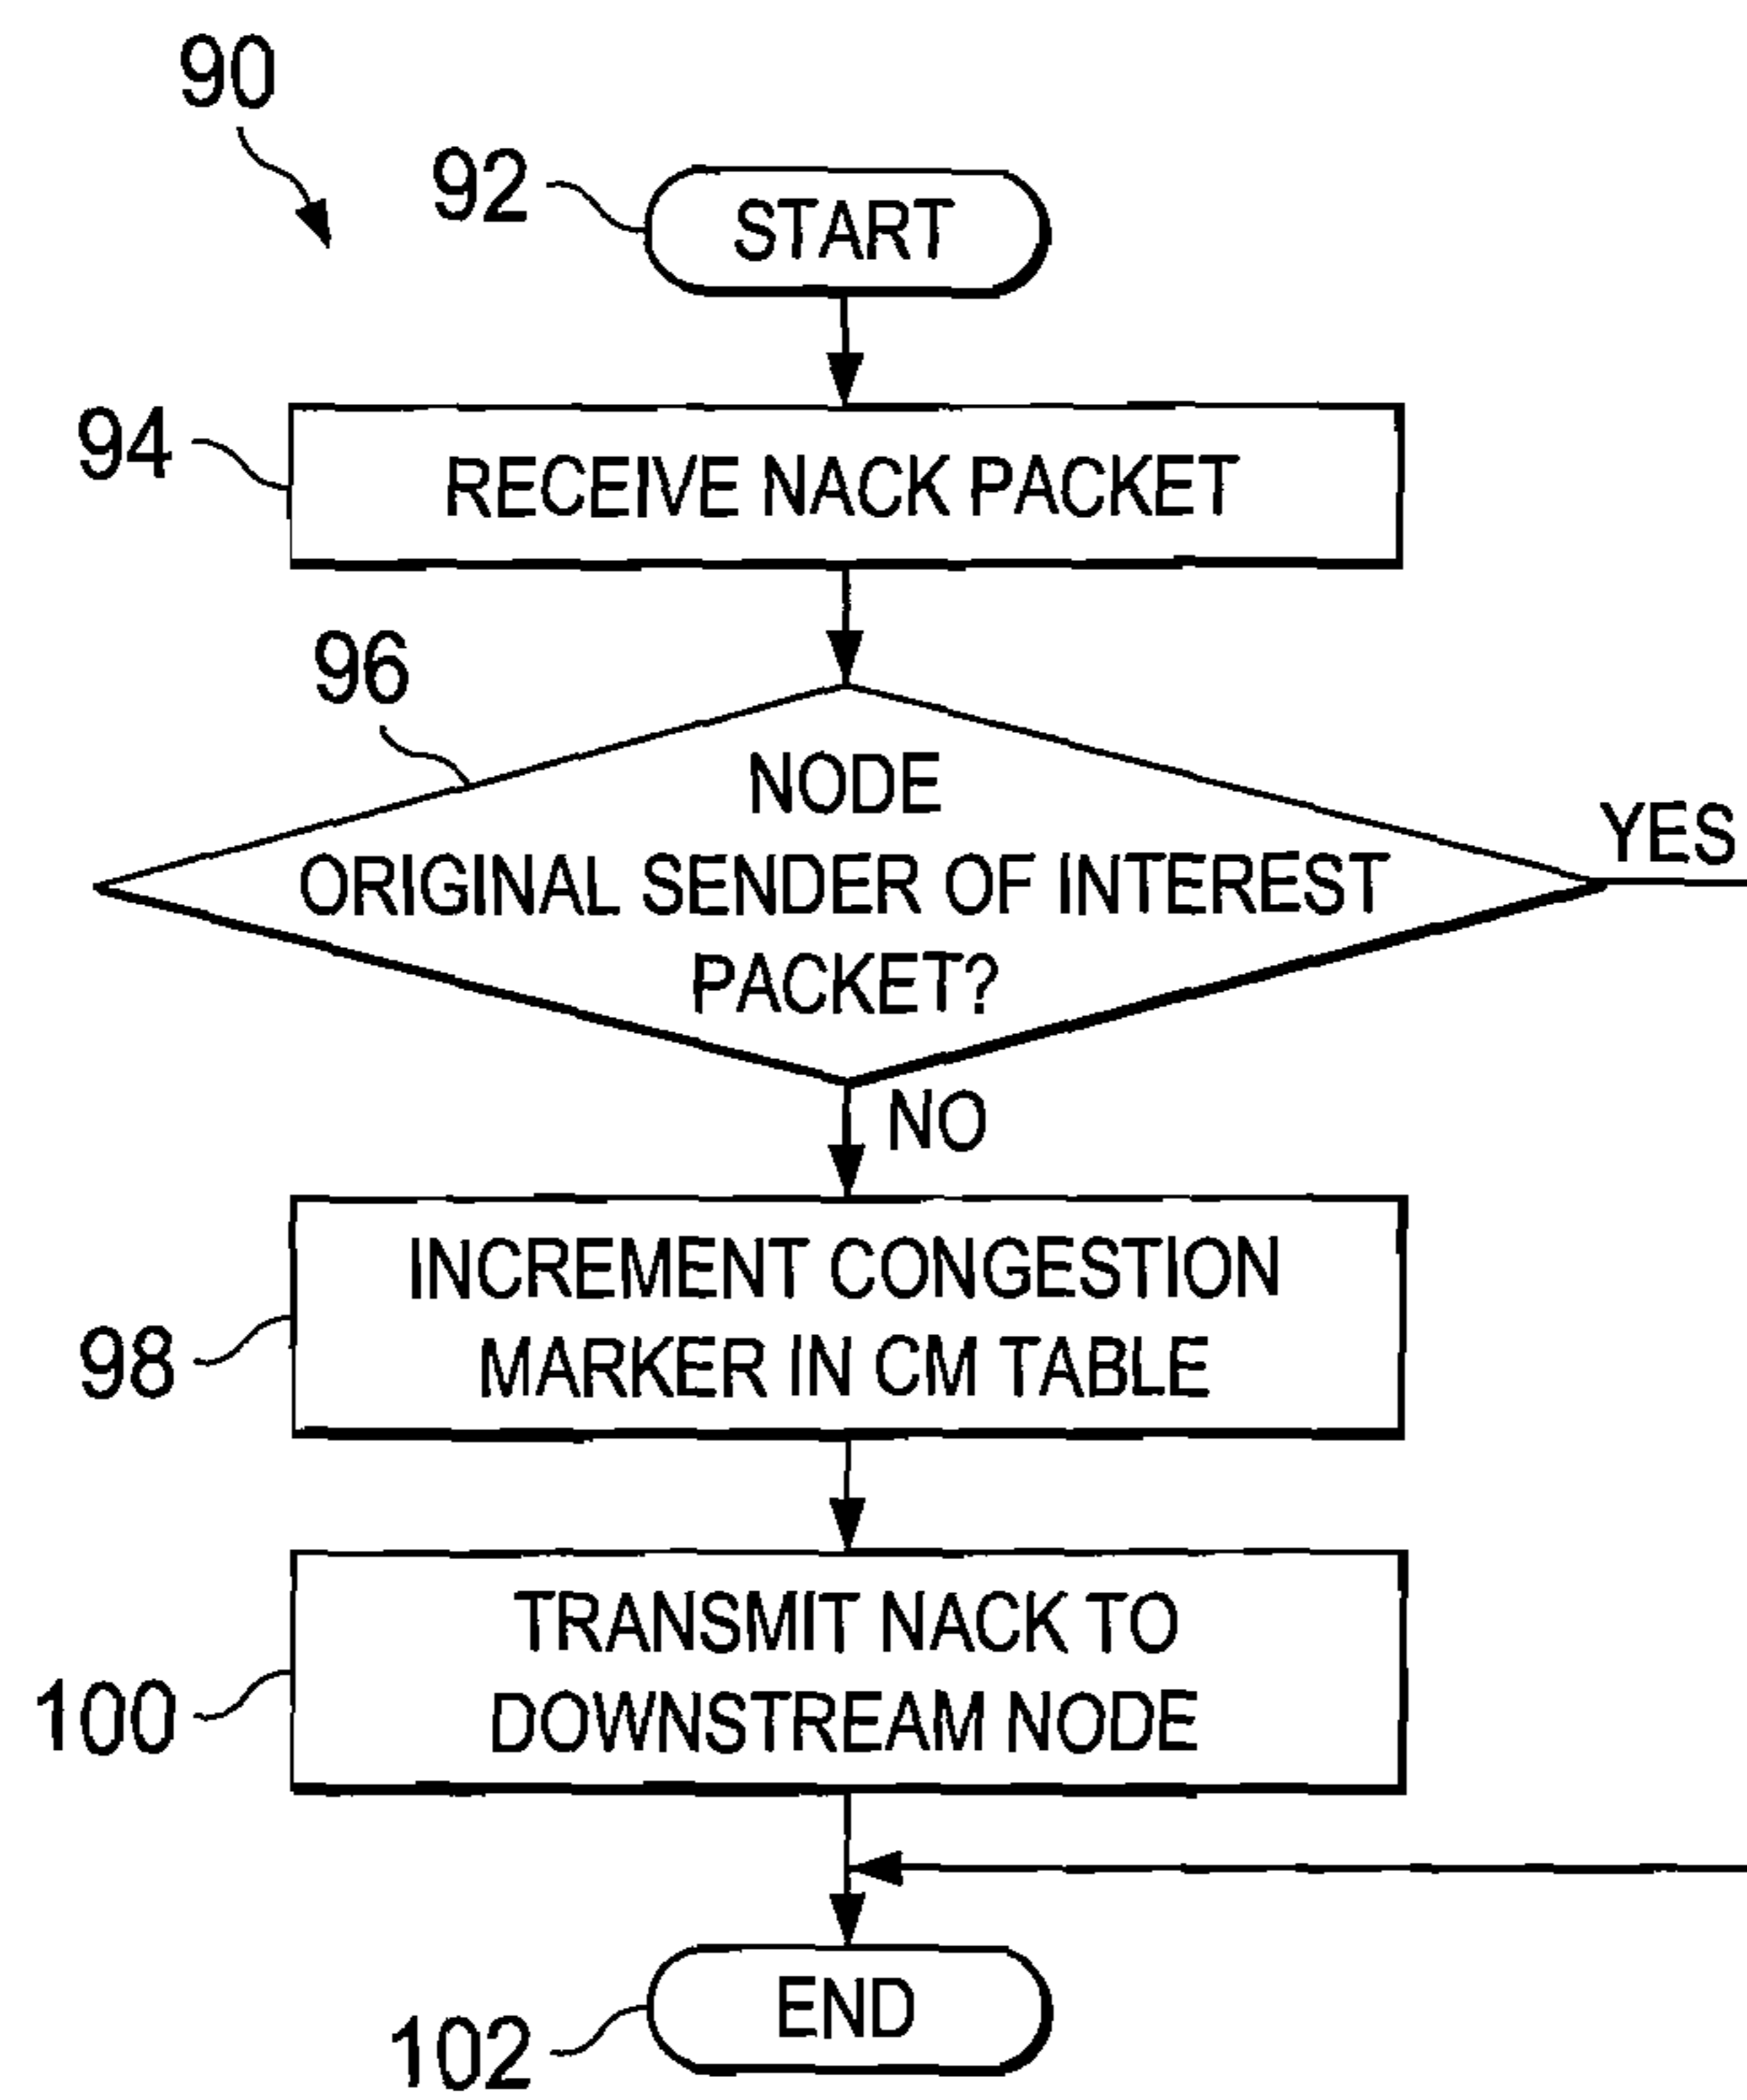 90
92
START
94
RECEIVE NACK PACKET
96
NODE
ORIGINAL SENDER OF INTEREST
PACKET?
YES
NO
98
INCREMENT CONGESTION
MARKER IN CM TABLE
100
TRANSMIT NACK TO
DOWNSTREAM NODE
102
END